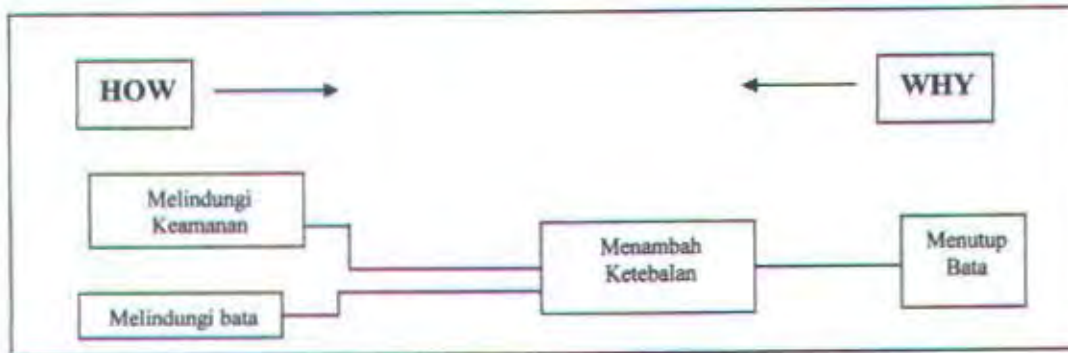 HOW
WHY
Melindungi
Keamanan
Menambah
Ketebalan
Menutup
Bata
Melindungi bata